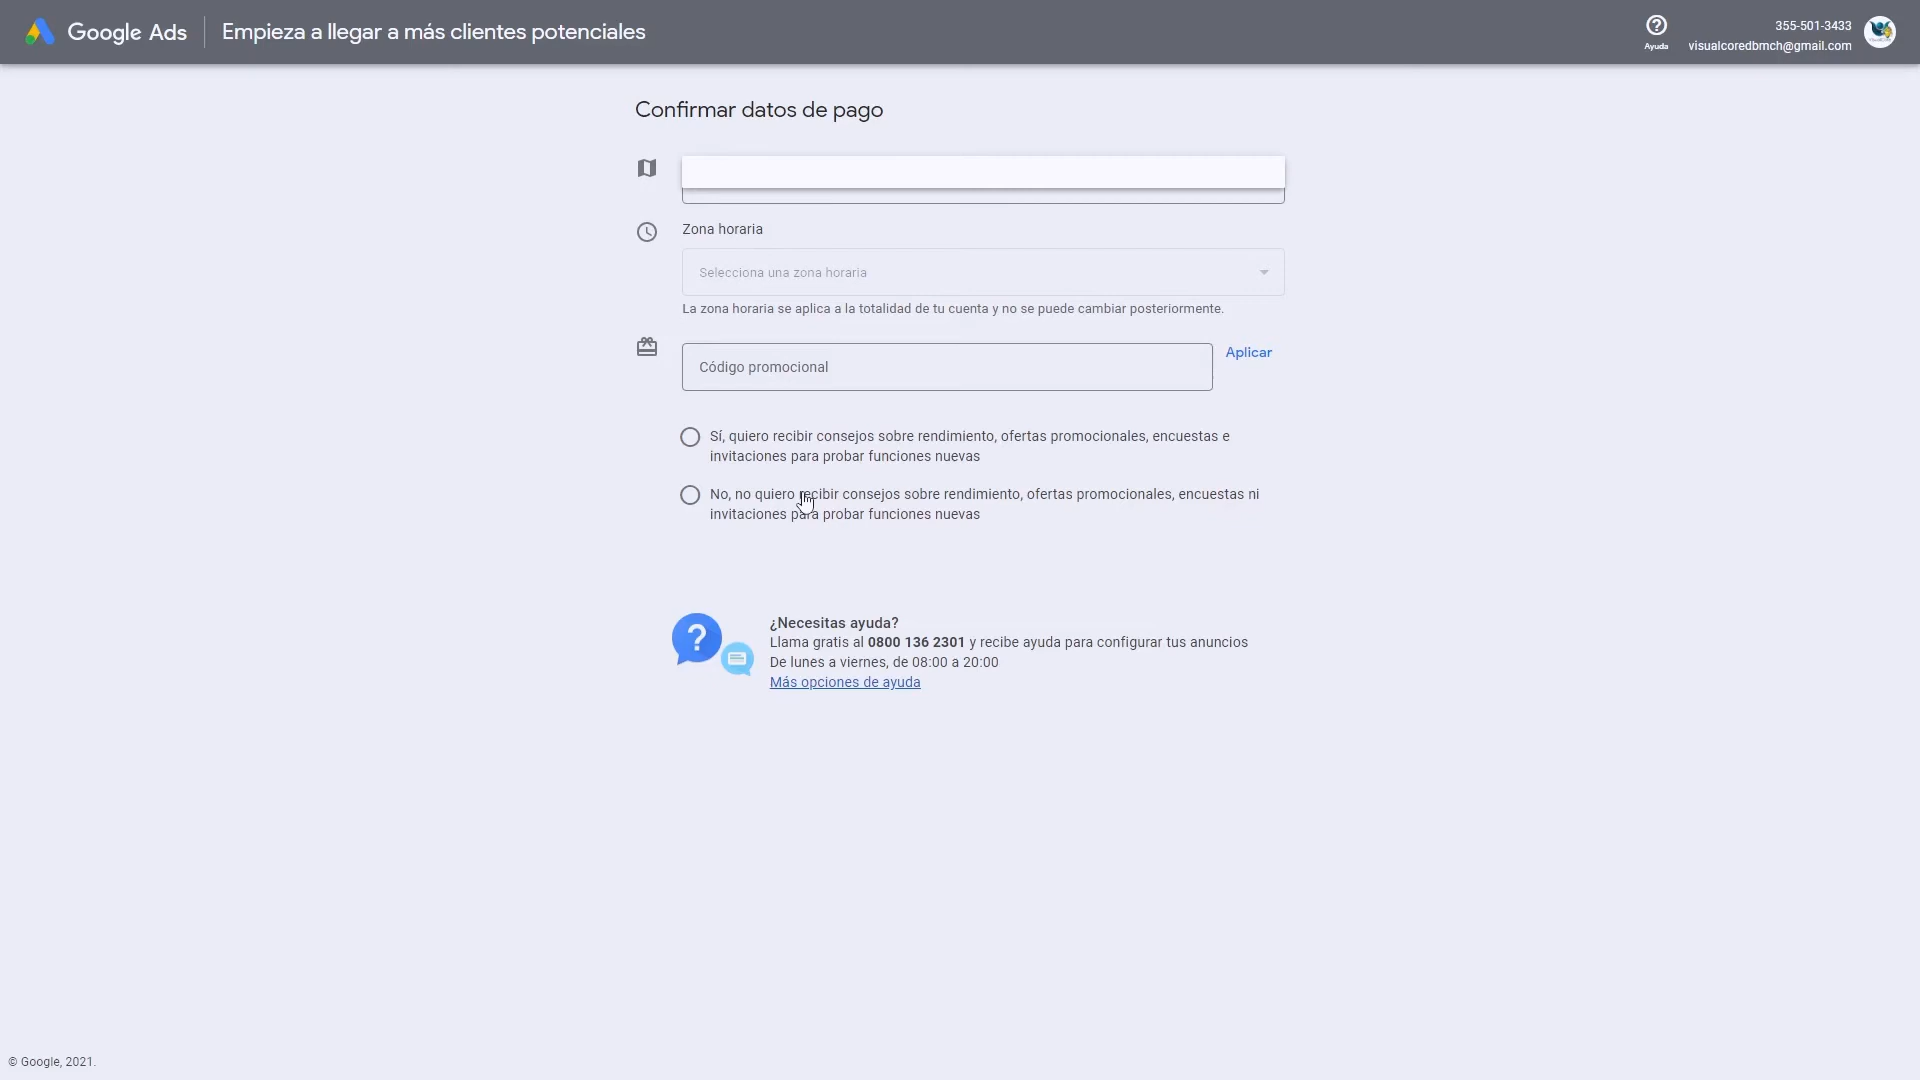 Google Ads
Empieza a llegar a más clientes potenciales
Ayuda
355-501-3433
visualcoredbmch@gmail.com
Confirmar datos de pago
Zona horaria
Selecciona una zona horaria
La zona horaria se aplica a la totalidad de tu cuenta y no se puede cambiar posteriormente.
Código promocional
Aplicar
Sí, quiero recibir consejos sobre rendimiento, ofertas promocionales, encuestas e
invitaciones para probar funciones nuevas
No, no quiero recibir consejos sobre rendimiento, ofertas promocionales, encuestas ni
invitaciones para probar funciones nuevas
¿Necesitas ayuda?
Llama gratis al 0800 136 2301 y recibe ayuda para configurar tus anuncios
De lunes a viernes, de 08:00 a 20:00
Más opciones de ayuda
© Google, 2021.